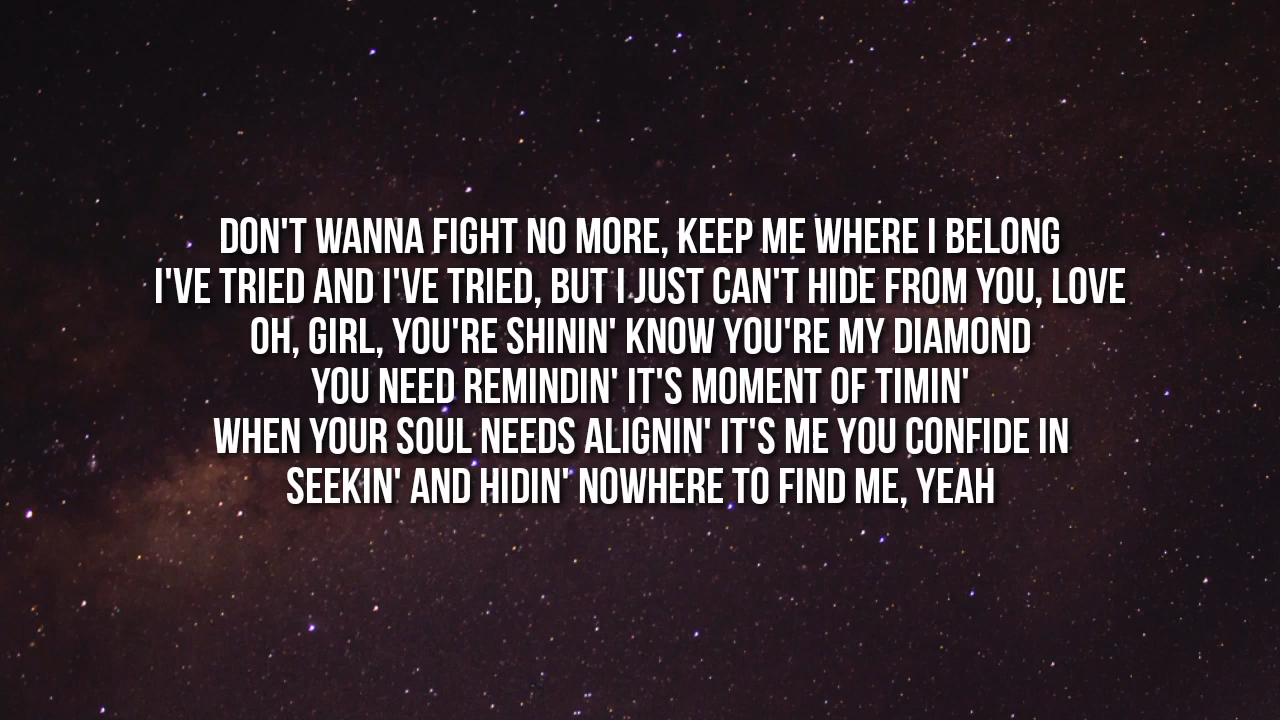 DON'T WANNA FIGHT NO MORE, KEEP ME WHERE I BELONG
I'VE TRIED AND I'VE TRIED, BUT I JUST CAN'T HIDE FROM YOU, LOVE
OH, GIRL, YOU'RE SHININ' KNOW YOU'RE MY DIAMOND
YOU NEED REMINDIN' IT'S MOMENT OF TIMIN'
WHEN YOUR SOUL NEEDS ALIGNIN' IT'S ME YOU CONFIDE IN
SEEKIN' AND HIDIN' NOWHERE TO FIND ME, YEAH